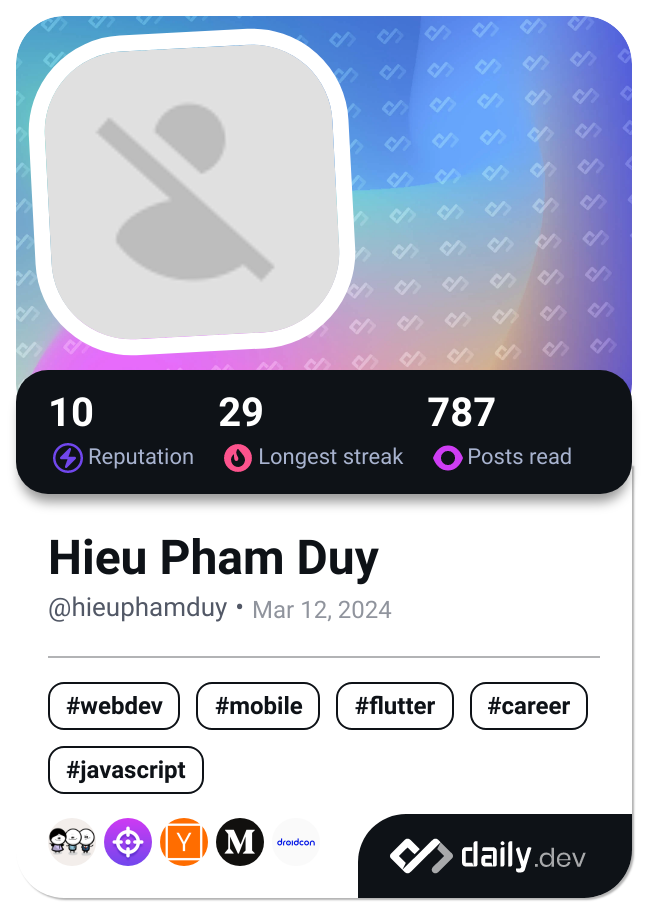 10 29 787
Reputation Longest streak Posts read
Hieu Pham Duy
@hieuphamduy • Mar 12, 2024
#webdev #mobile #flutter #career
#javascript
Y M droidcon
daily.dev